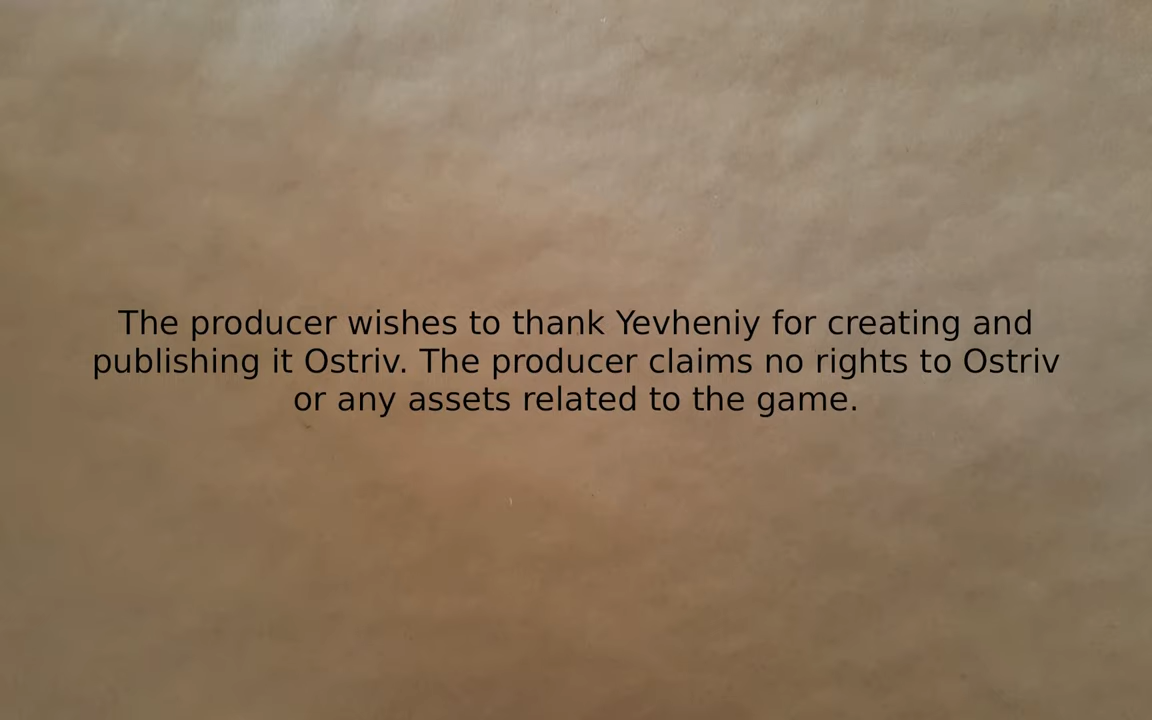 The producer wishes to thank Yevheniy for creating and
publishing it Ostriv. The producer claims no rights to Ostriv
or any assets related to the game.